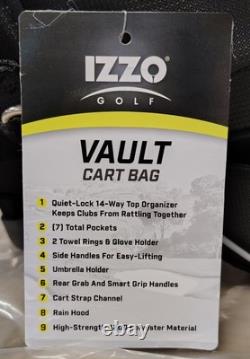 IZZO
GOLF
VAULT
CART BAG
1 Quiet-Lock 14-Way Top Organizer
Keeps Clubs From Rattling Together
2 (7) Total Pockets
3 2 Towel Rings & Glove Holder
4 Side Handles For Easy-Lifting
5 Umbrella Holder
6 Rear Grab And Smart Grip Handles
7 Cart Strap Channel
8 Rain Hood
9 High-Strength Material
ebay